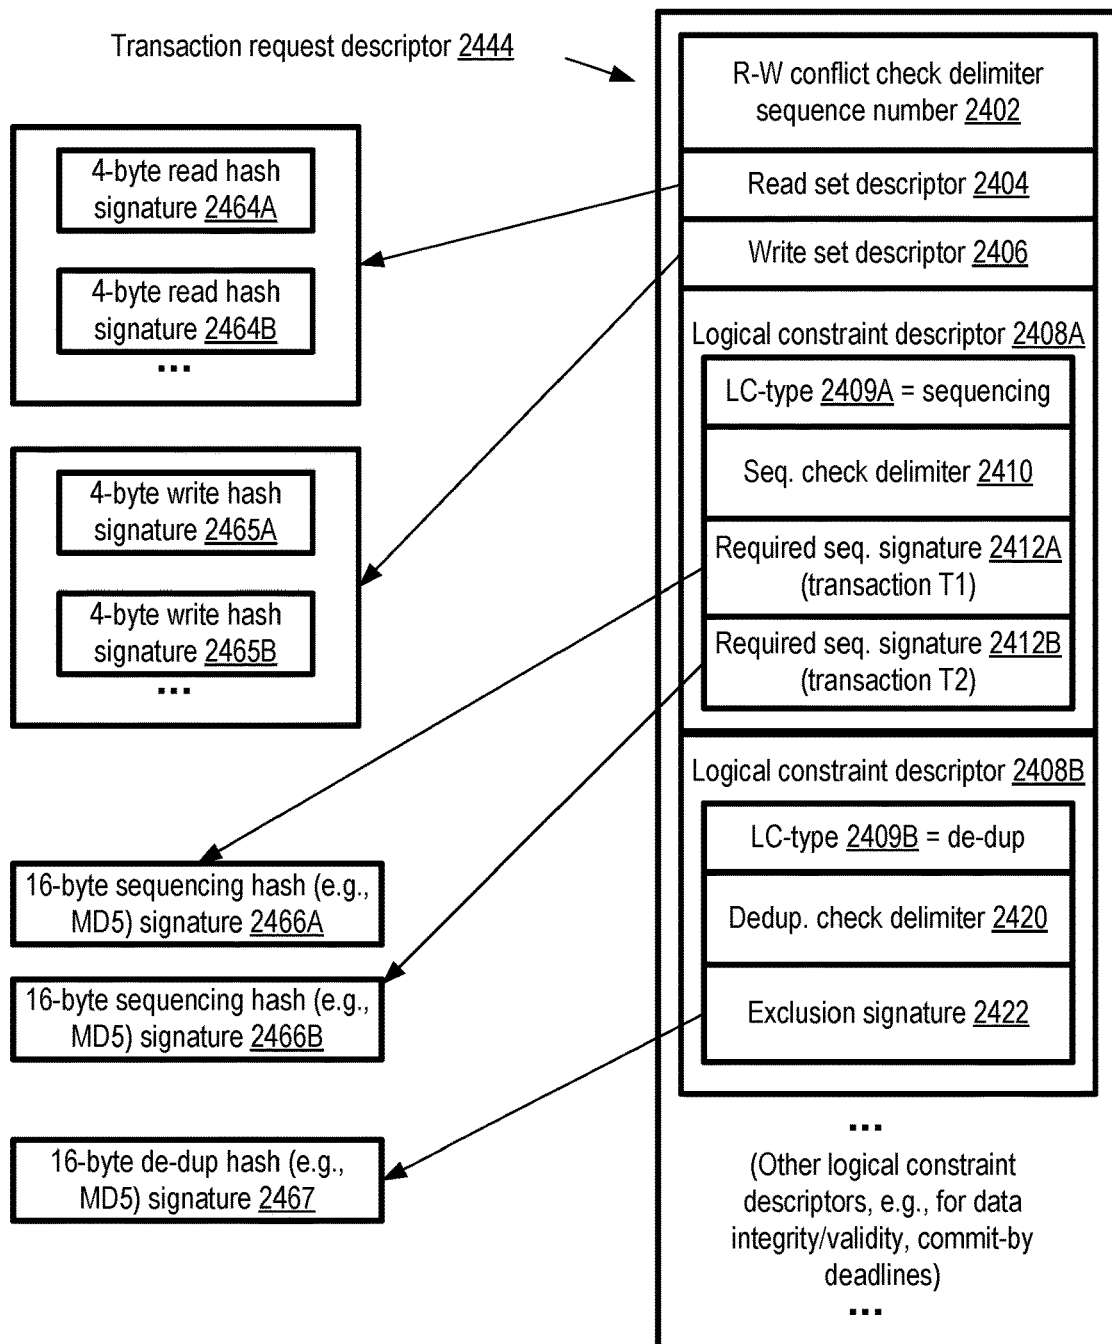 Transaction request descriptor 2444
R-W conflict check delimiter
sequence number 2402
Read set descriptor 2404
Write set descriptor 2406
4-byte read hash
signature 2464A
4-byte read hash
signature 2464B
...
4-byte write hash
signature 2465A
4-byte write hash
signature 2465B
...
Logical constraint descriptor 2408A
LC-type 2409A = sequencing
Seq. check delimiter 2410
Required seq. signature 2412A
(transaction T1)
Required seq. signature 2412B
(transaction T2)
16-byte sequencing hash (e.g.,
MD5) signature 2466A
16-byte sequencing hash (e.g.,
MD5) signature 2466B
Logical constraint descriptor 2408B
LC-type 2409B = de-dup
Dedup. check delimiter 2420
Exclusion signature 2422
16-byte de-dup hash (e.g.,
MD5) signature 2467
...
(Other logical constraint
descriptors, e.g., for data
integrity/validity, commit-by
deadlines)
...